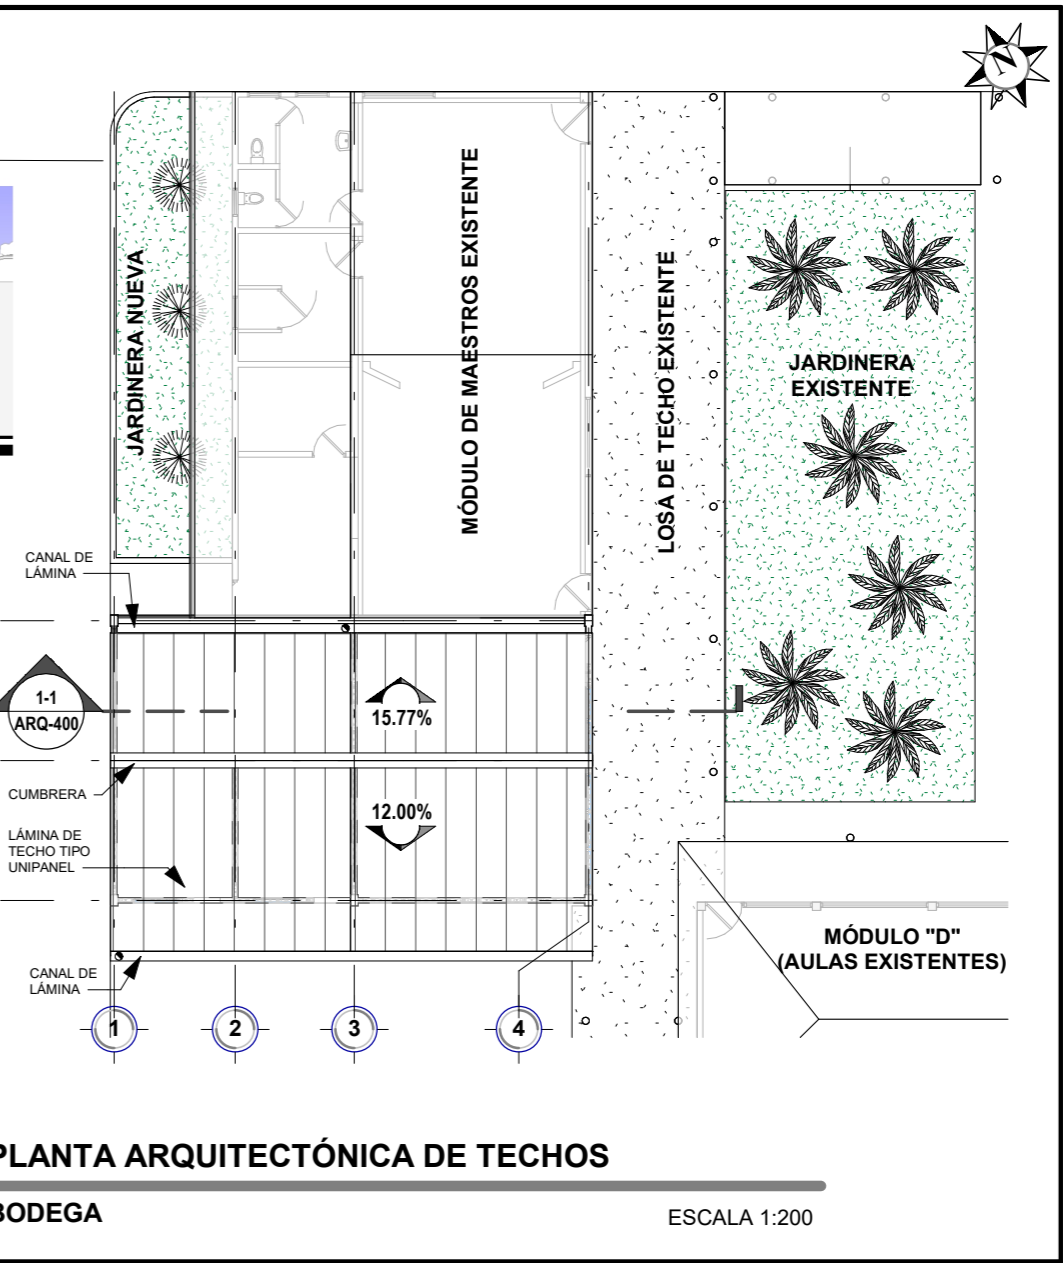 N
JARDINERA NUEVA
MÓDULO DE MAESTROS EXISTENTE
LOSA DE TECHO EXISTENTE
JARDINERA
EXISTENTE
CANAL DE
LÁMINA
1-1
ARQ-400
15.77%
CUMBRERA
12.00%
LÁMINA DE
TECHO TIPO
UNIPANEL
MÓDULO "D"
(AULAS EXISTENTES)
CANAL DE
LÁMINA
1
2
3
4
PLANTA ARQUITECTÓNICA DE TECHOS
BODEGA
ESCALA 1:200